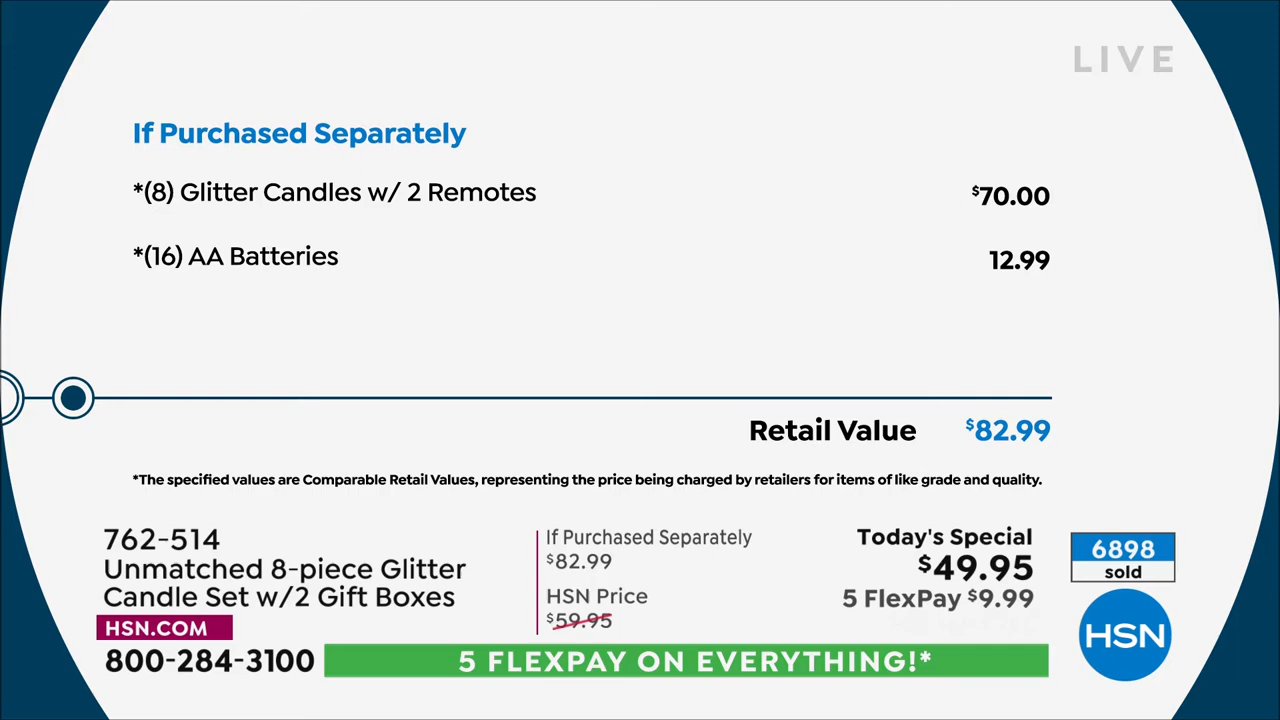 LIVE
If Purchased Separately
*(8) Glitter Candles w/ 2 Remotes $70.00
*(16) AA Batteries 12.99
Retail Value $82.99
*The specified values are Comparable Retail Values, representing the price being charged by retailers for items of like grade and quality.
762-514
Unmatched 8-piece Glitter
Candle Set w/2 Gift Boxes
HSN.COM
800-284-3100
If Purchased Separately
$82.99
HSN Price
$59.95
Today's Special
$49.95
5 FlexPay $9.99
6898
sold
HSN
5 FLEXPAY ON EVERYTHING!*